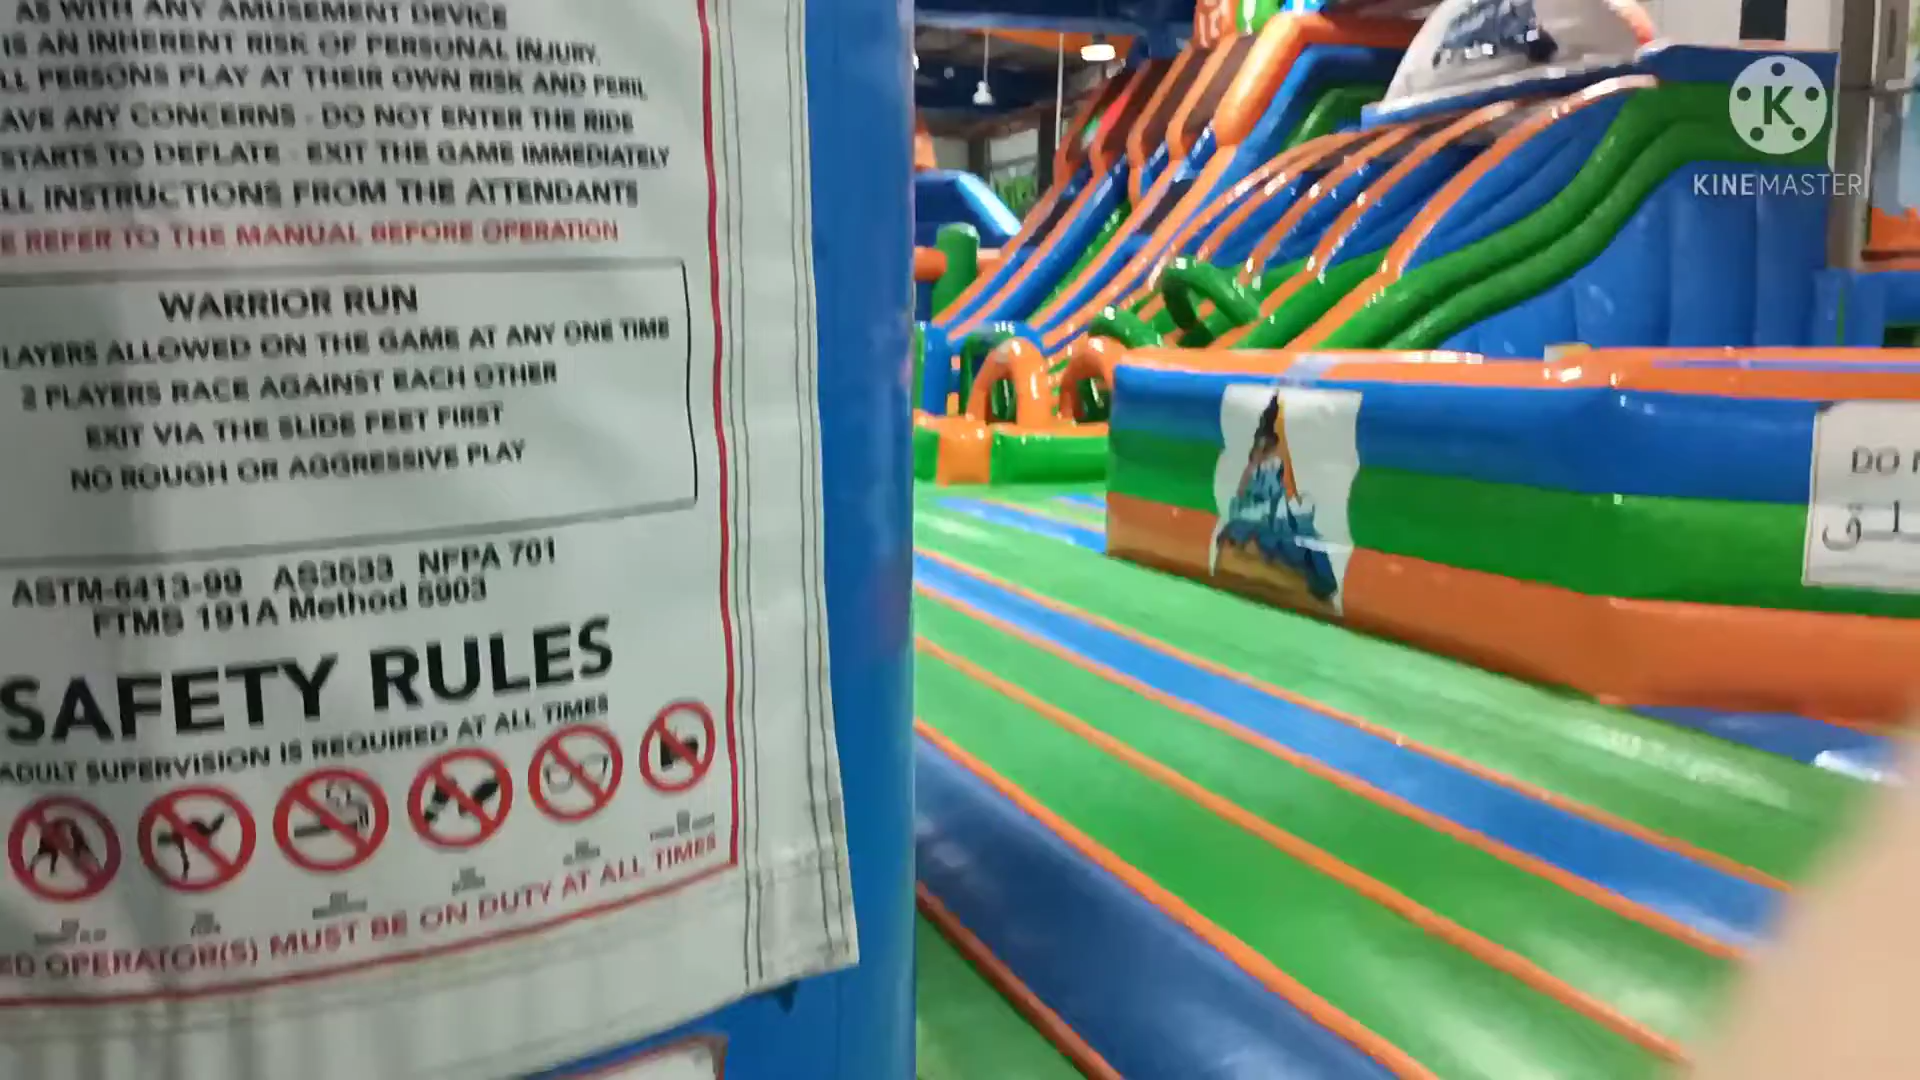 AS WITH ANY AMUSEMENT DEVICE
IS AN INHERENT RISK OF PERSONAL INJURY.
LL PERSONS PLAY AT THEIR OWN RISK AND PERIL
AVE ANY CONCERNS - DO NOT ENTER THE RIDE
STARTS TO DEFLATE - EXIT THE GAME IMMEDIATELY
LL INSTRUCTIONS FROM THE ATTENDANTS
E REFER TO THE MANUAL BEFORE OPERATION
WARRIOR RUN
LAYERS ALLOWED ON THE GAME AT ANY ONE TIME
2 PLAYERS RACE AGAINST EACH OTHER
EXIT VIA THE SLIDE FEET FIRST
NO ROUGH OR AGGRESSIVE PLAY
ASTM-6413-99 AS3533 NFPA 701
FTMS 191A Method 5903
SAFETY RULES
ADULT SUPERVISION IS REQUIRED AT ALL TIMES
ED OPERATOR(S) MUST BE ON DUTY AT ALL TIMES
DO
K
KINEMASTER